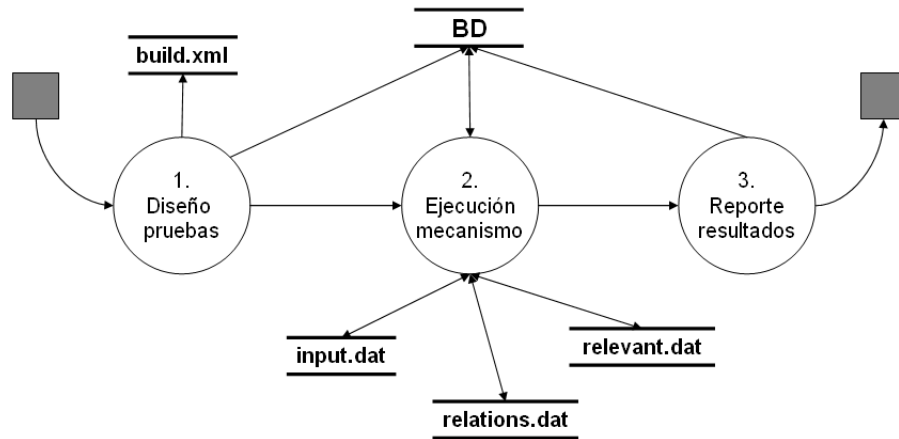 BD
build.xml
1.
Diseño
pruebas
2.
Ejecución
mecanismo
3.
Reporte
resultados
input.dat
relevant.dat
relations.dat